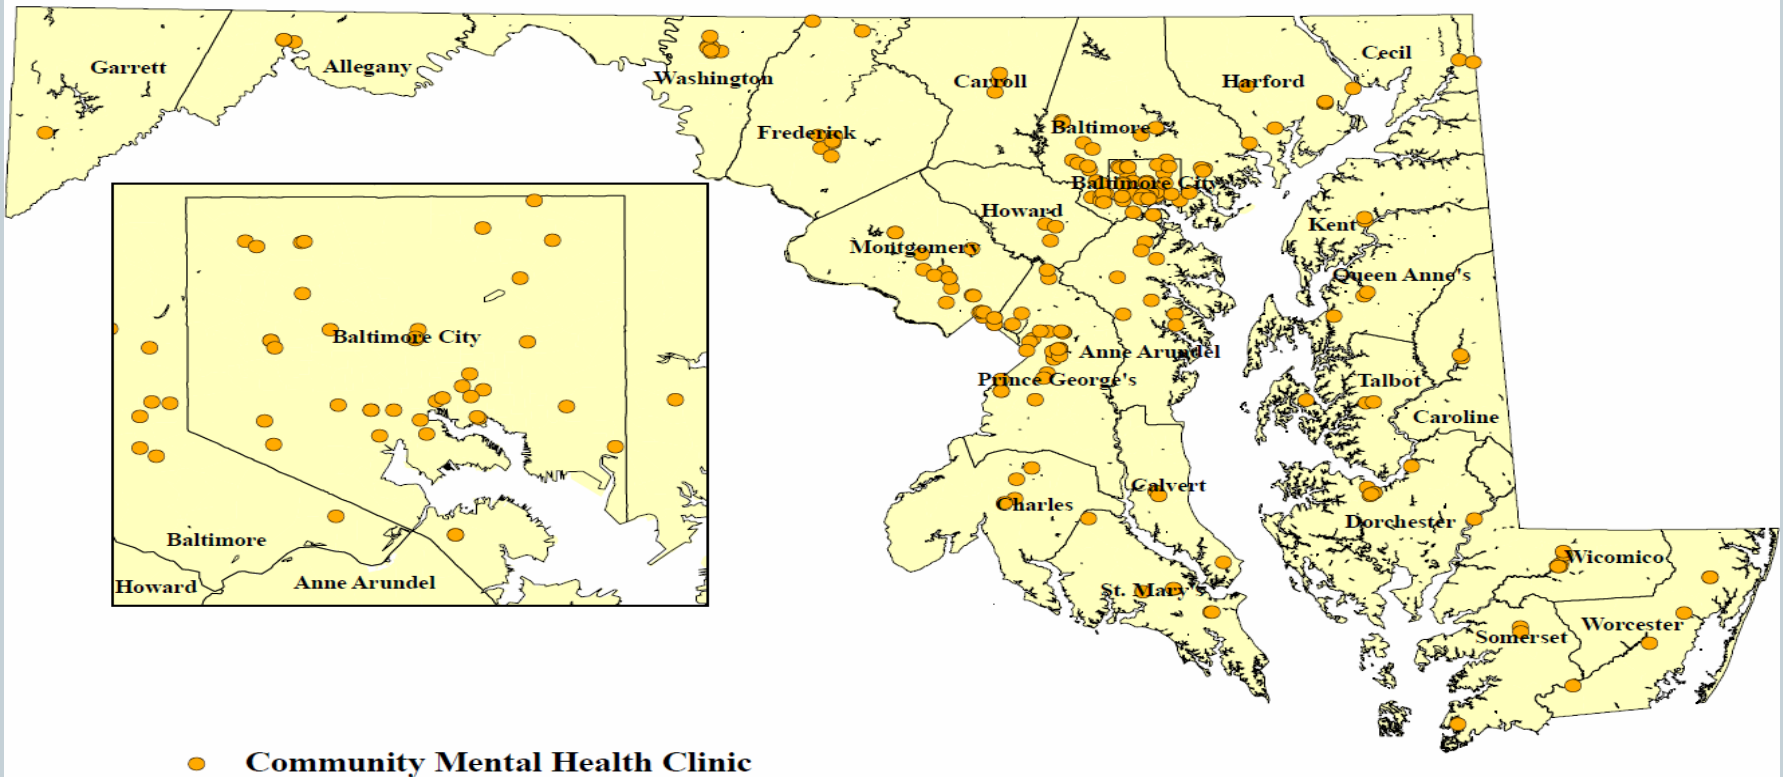 Garrett
Allegany
Washington
Frederick
Carroll
Baltimore
Harford
Cecil
Baltimore City
Howard
Montgomery
Kent
Queen Anne's
Anne Arundel
Prince George's
Talbot
Caroline
Charles
Calvert
Dorchester
St. Mary's
Wicomico
Somerset
Worcester
Baltimore City
Baltimore
Howard
Anne Arundel
Community Mental Health Clinic